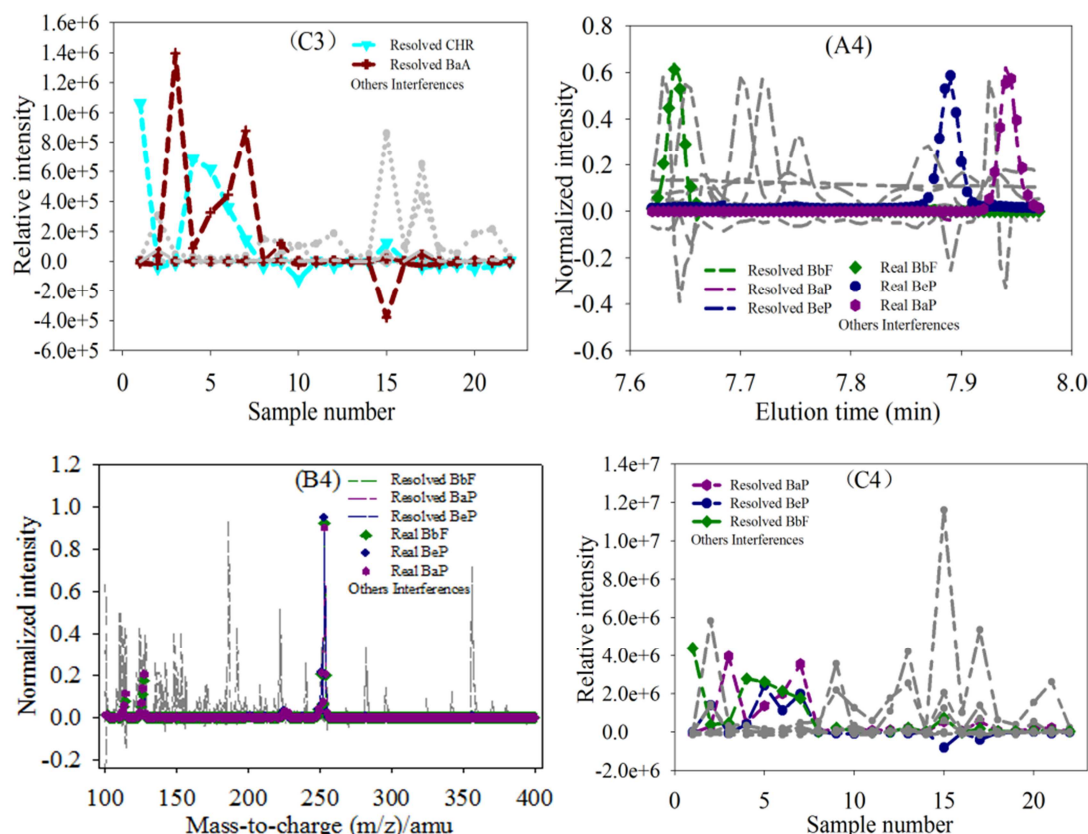 (C3)
Relative intensity
1.6e+6
1.4e+6
1.2e+6
1.0e+6
8.0e+5
6.0e+5
4.0e+5
2.0e+5
0.0
2.0e+5
4.0e+5
6.0e+5
Resolved CHR
Resolved BaA
Others Interferences
0 5 10 15 20
Sample number
(A4)
Normalized intensity
0.8
0.6
0.4
0.2
0.0
-0.2
-0.4
-0.6
Resolved BbF
Resolved BaP
Resolved BeP
Real BbF
Real BeP
Real BaP
Others Interferences
7.6 7.7 7.8 7.9 8.0
Elution time (min)
(B4)
Normalized intensity
1.2
1.0
0.8
0.6
0.4
0.2
0.0
-0.2
Resolved BbF
Resolved BaP
Resolved BeP
Real BbF
Real BeP
Real BaP
Others Interferences
100 150 200 250 300 350 400
Mass-to-charge (m/z)/amu
(C4)
Relative intensity
1.4e+7
1.2e+7
1.0e+7
8.0e+6
6.0e+6
4.0e+6
2.0e+6
0.0
-2.0e+6
Resolved BaP
Resolved BeP
Resolved BbF
Others Interferences
0 5 10 15 20
Sample number